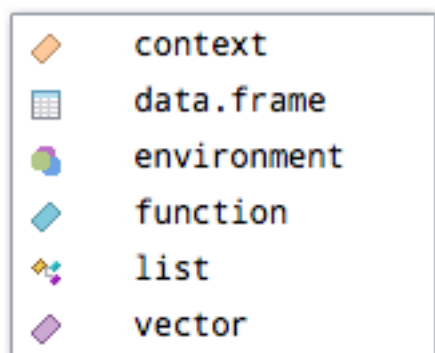 context
data.frame
environment
function
list
vector